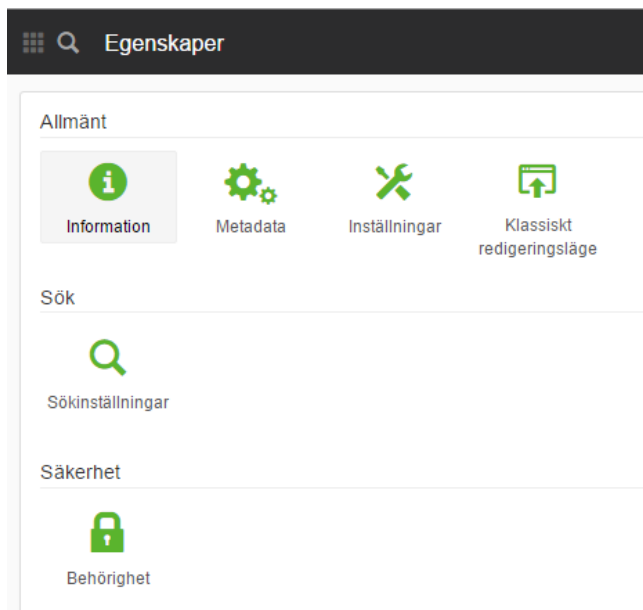 Egenskaper
Allmänt
Information
Metadata
Inställningar
Klassiskt
redigeringsläge
Sök
Sökinställningar
Säkerhet
Behörighet